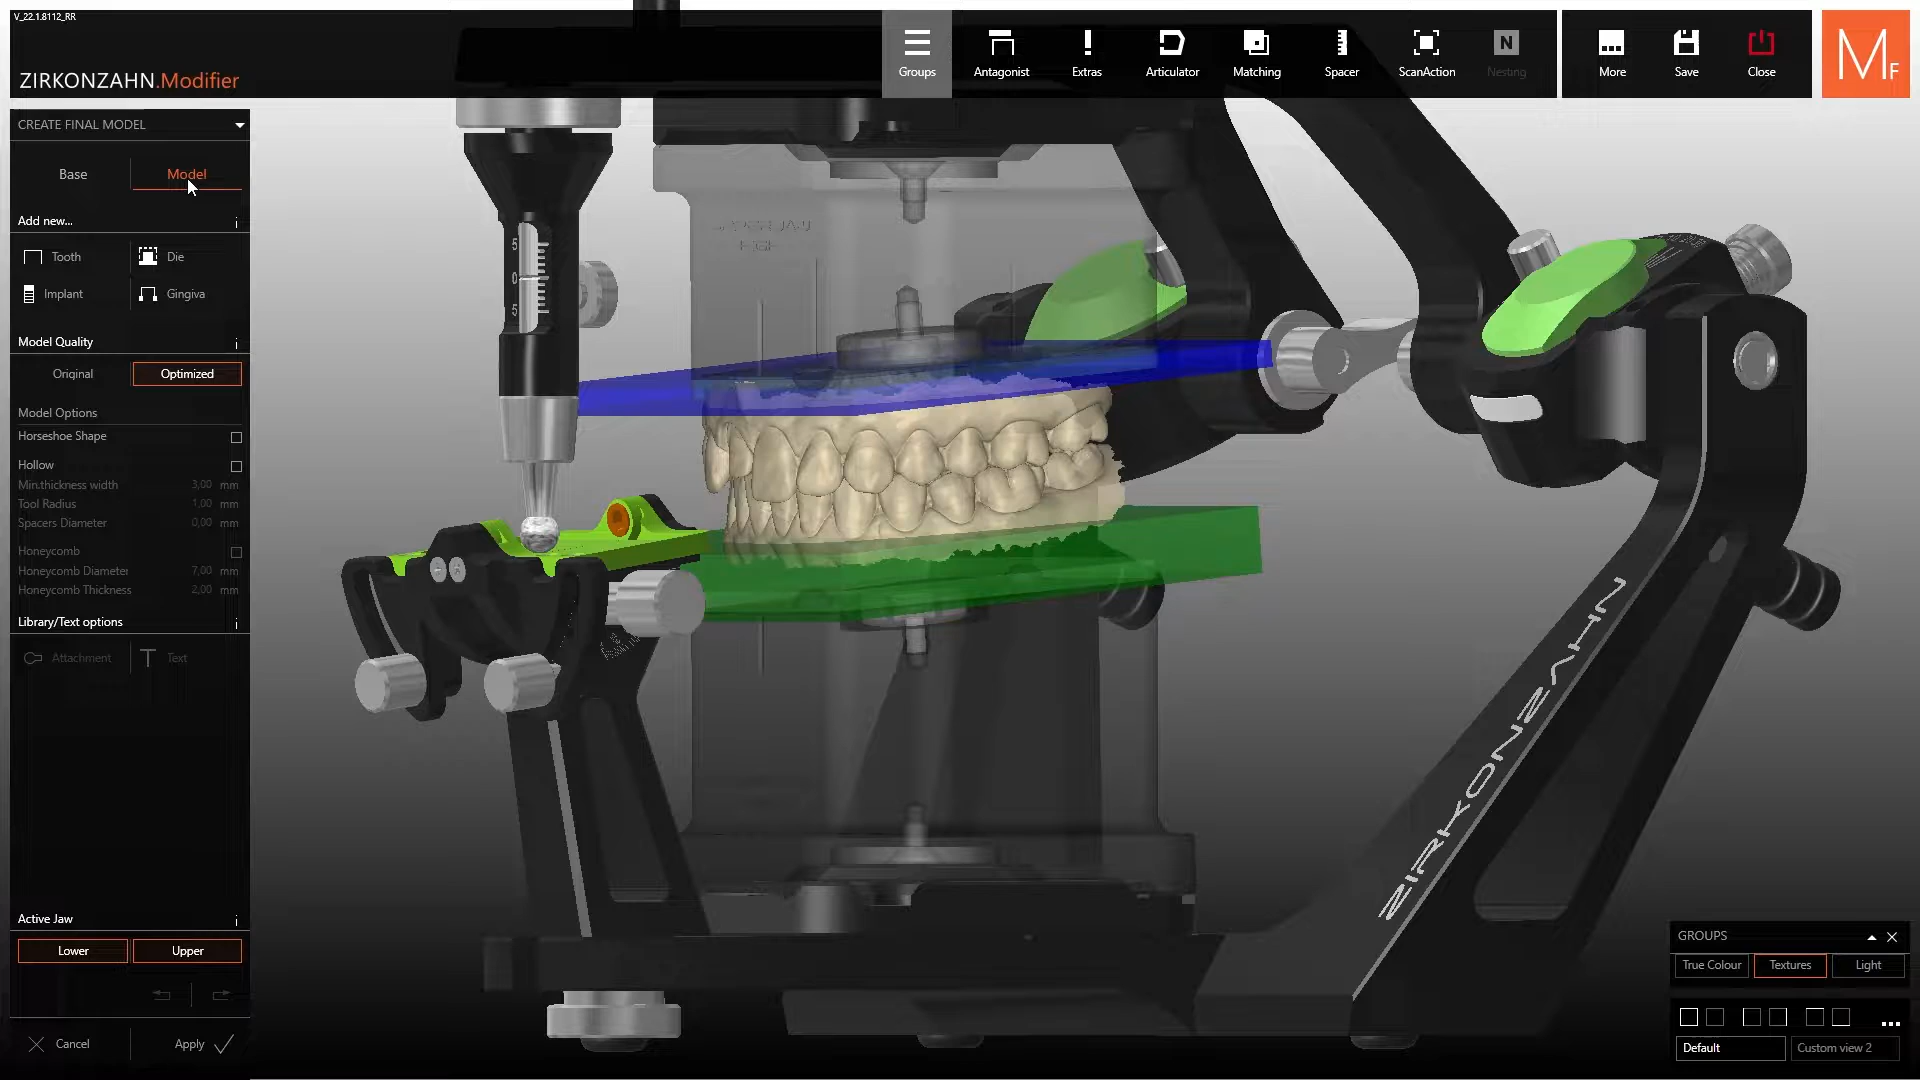 V_22.1.8112_RR
ZIRKONZAHN.Modifier
Groups
Antagonist
Extras
Articulator
Matching
Spacer
ScanAction
N
Nesting
More
Save
Close
MF
CREATE FINAL MODEL
Base
Model
Add new...
i
Tooth
Die
Implant
Gingiva
Model Quality
i
Original
Optimized
Model Options
Horseshoe Shape
Hollow
Min.thickness width 3,00 mm
Tool Radius 1,00 mm
Spacers Diameter 0,00 mm
Honeycomb
Honeycomb Diameter 7,00 mm
Honeycomb Thickness 2,00 mm
Library/Text options
i
Attachment
T Text
Active Jaw
i
Lower
Upper
Cancel
Apply
5
0
5
ZIRKONZAHN
GROUPS
True Colour
Textures
Light
Default
Custom view 2